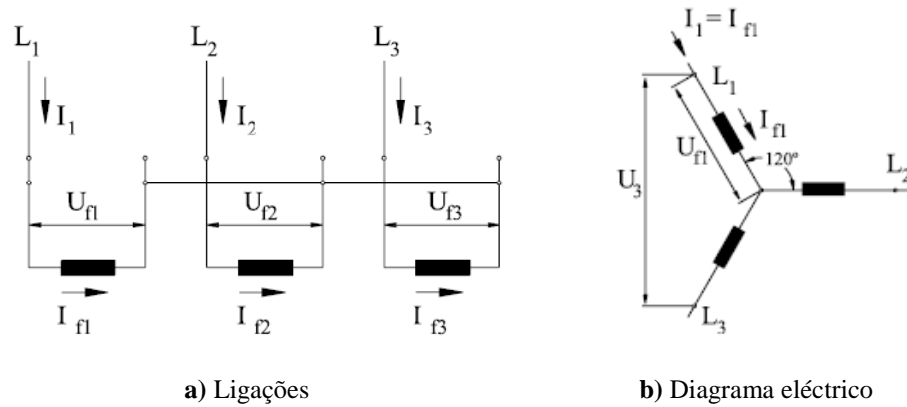 L1
L2
L3
I1
I2
I3
Uf1
Uf2
Uf3
If1
If2
If3
a) Ligações
I1 = If1
L1
If1
Uf1
120º
L2
U3
L3
b) Diagrama eléctrico